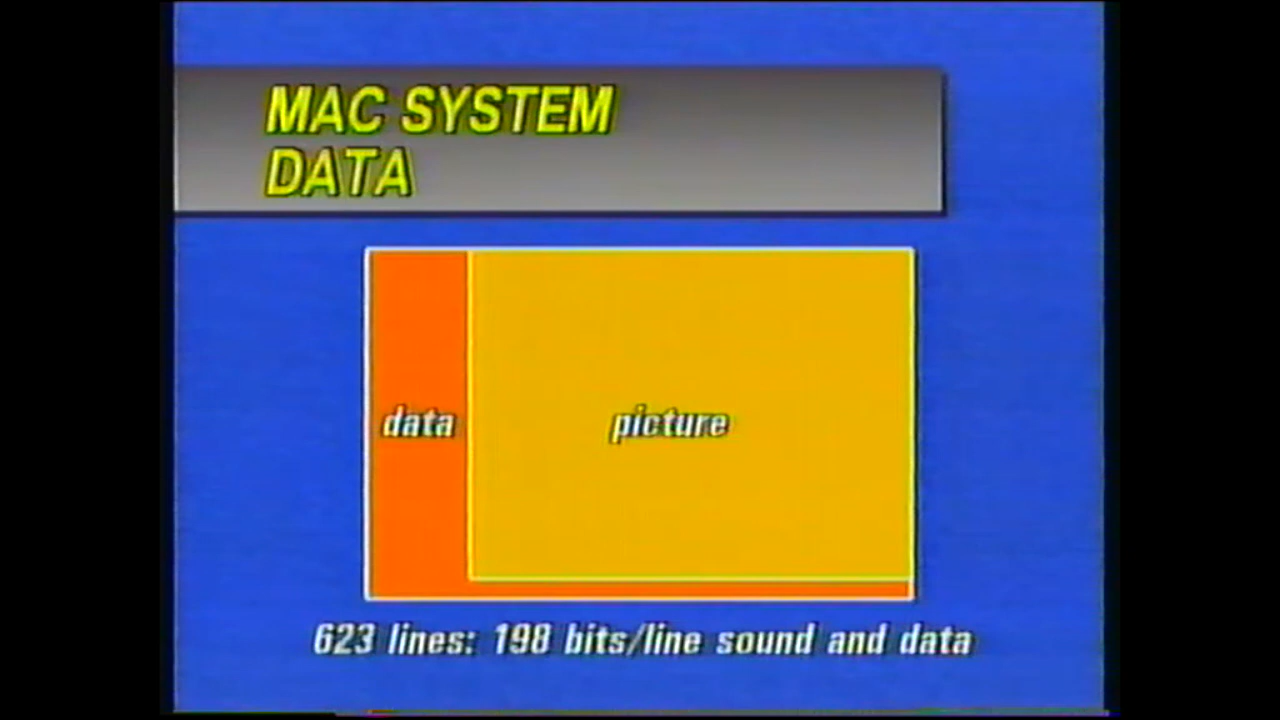 MAC SYSTEM
DATA
data
picture
623 lines: 198 bits/line sound and data